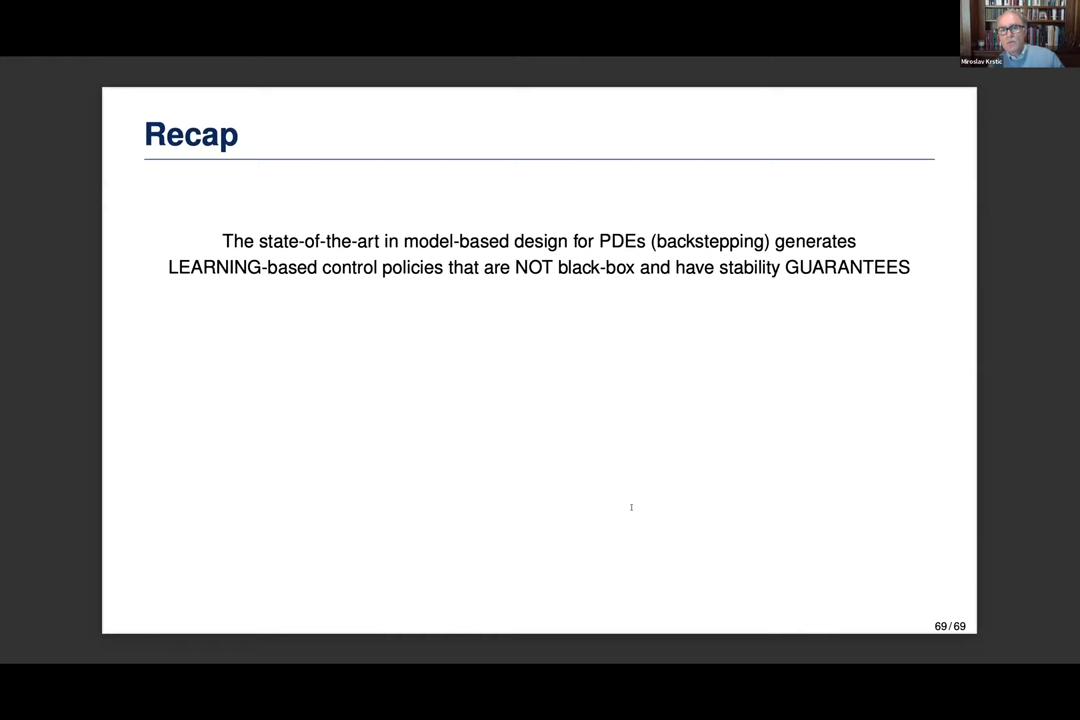 Miroslav Krstic
Recap
The state-of-the-art in model-based design for PDEs (backstepping) generates
LEARNING-based control policies that are NOT black-box and have stability GUARANTEES
69/69